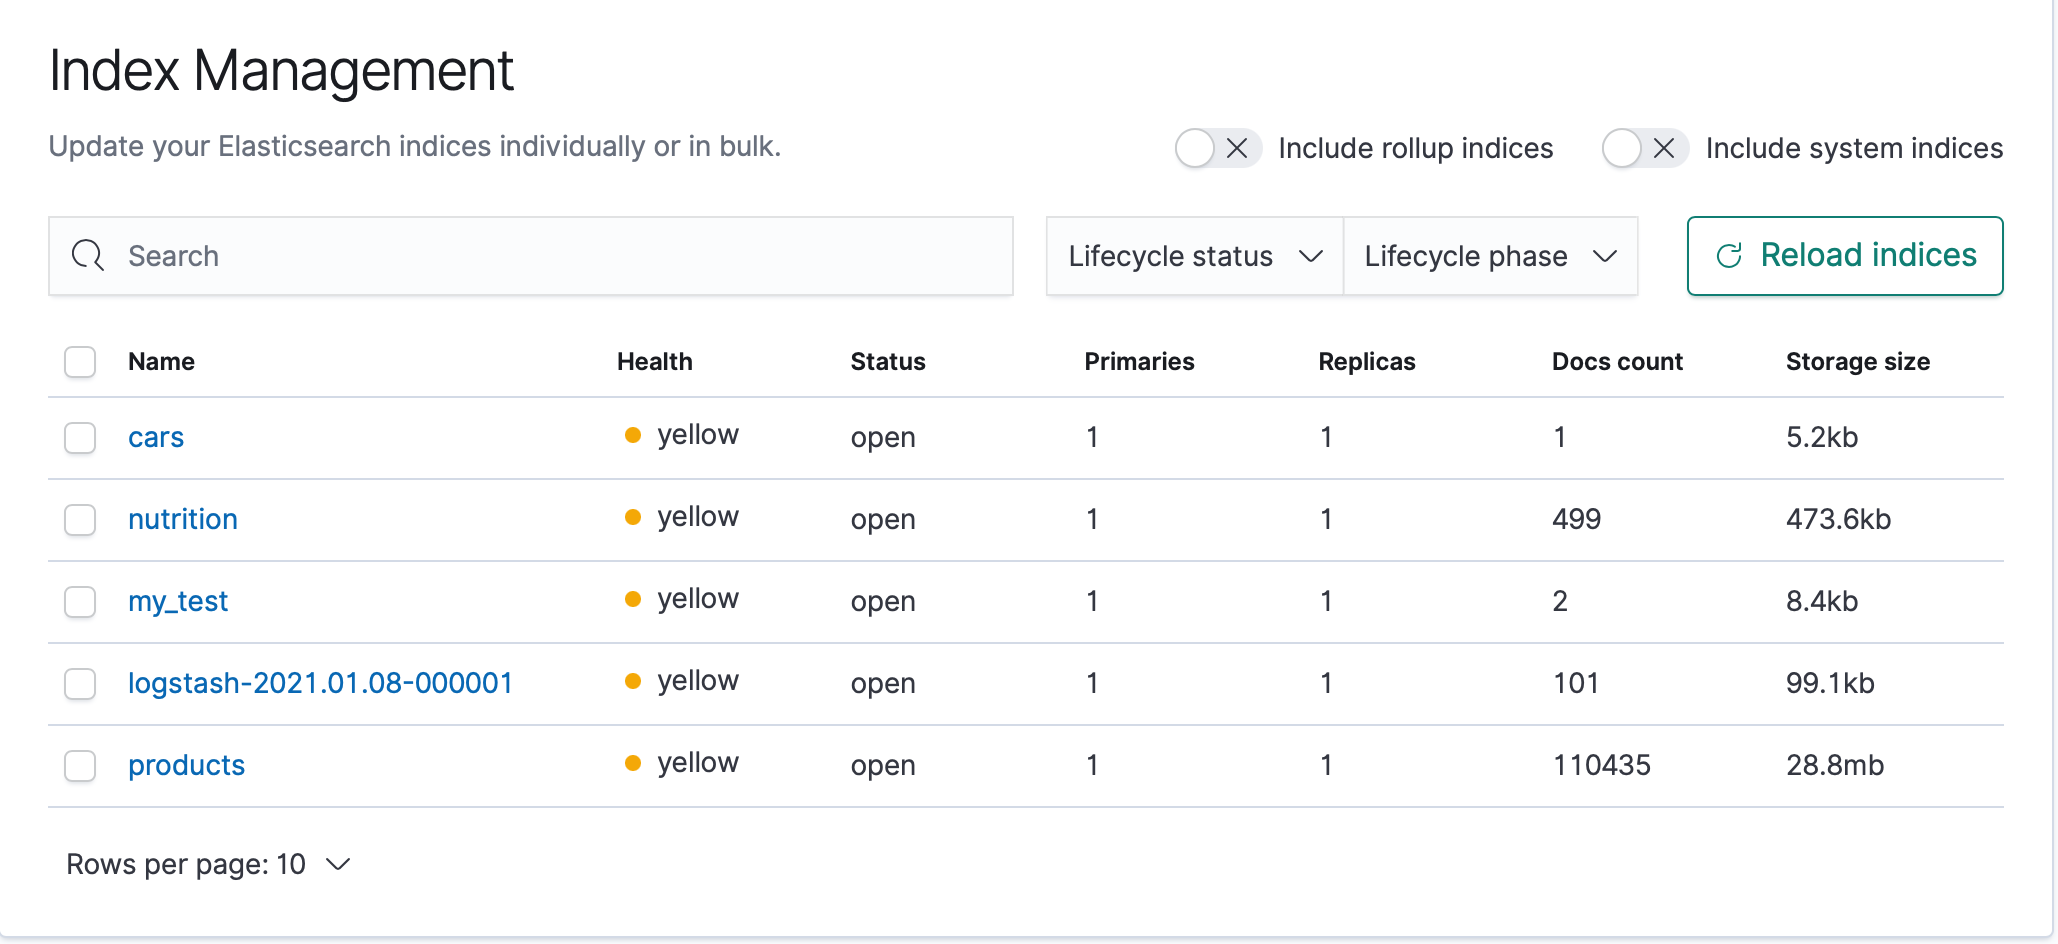 Index Management
Update your Elasticsearch indices individually or in bulk. Include rollup indices Include system indices
Search Lifecycle status Lifecycle phase Reload indices
Name Health Status Primaries Replicas Docs count Storage size
cars yellow open 1 1 1 5.2kb
nutrition yellow open 1 1 499 473.6kb
my_test yellow open 1 1 2 8.4kb
logstash-2021.01.08-000001 yellow open 1 1 101 99.1kb
products yellow open 1 1 110435 28.8mb
Rows per page: 10